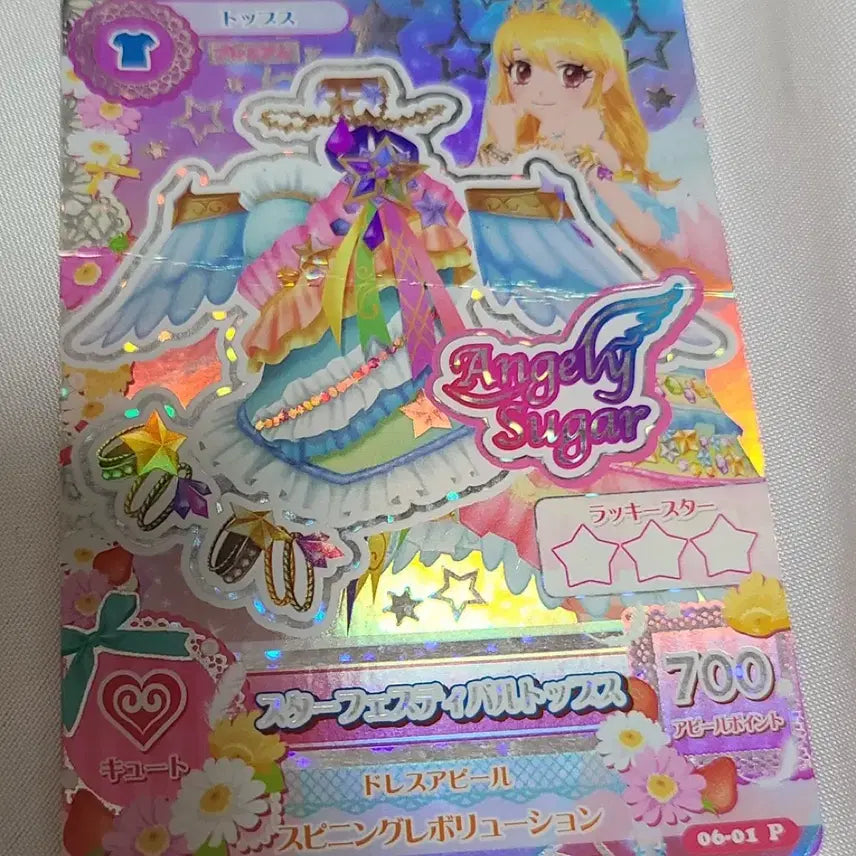 トップス
Angely
Sugar
ラッキースター
スターフェスティバルトップス
700
アピールポイント
キュート
ドレスアピール
スピニングレボリューション
06-01 P